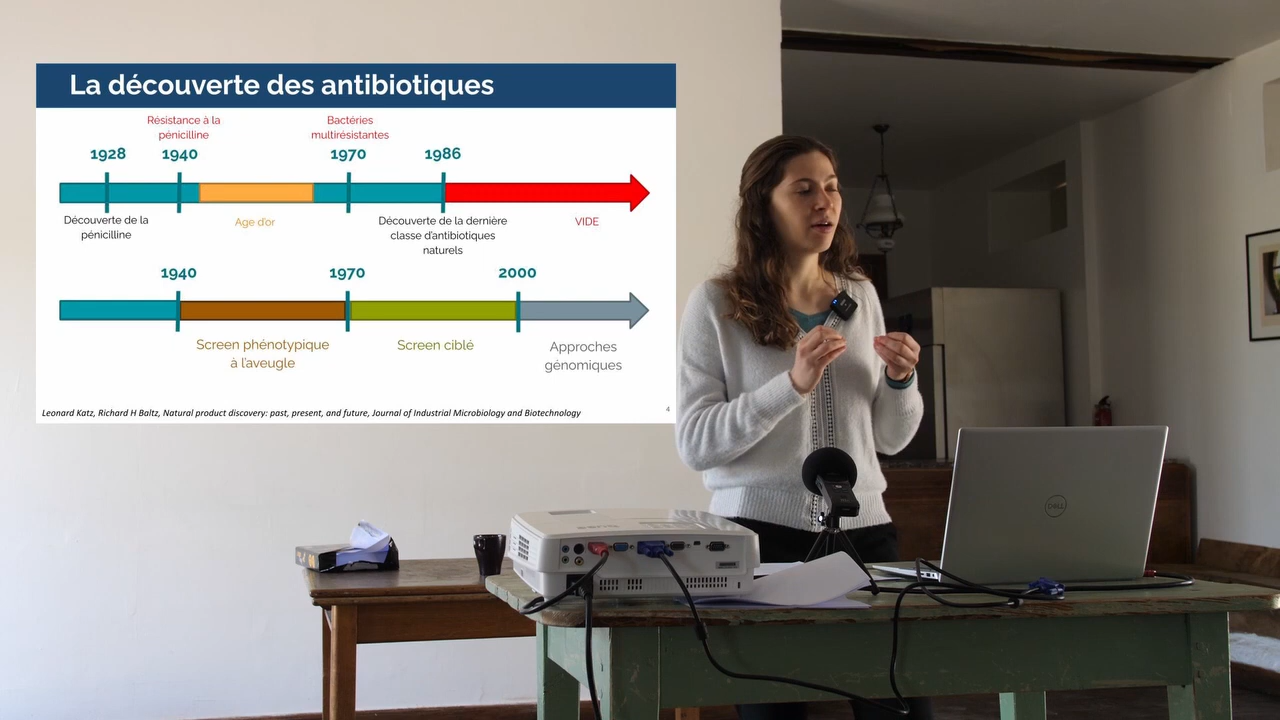 La découverte des antibiotiques
Résistance à la
pénicilline
Bactéries
multirésistantes
1928
1940
1970
1986
Découverte de la
pénicilline
Age d'or
Découverte de la dernière
classe d'antibiotiques
naturels
VIDE
1940
1970
2000
Screen phénotypique
à l'aveugle
Screen ciblé
Approches
génomiques
Leonard Katz, Richard H Baltz, Natural product discovery: past, present, and future, Journal of Industrial Microbiology and Biotechnology
4
DELL